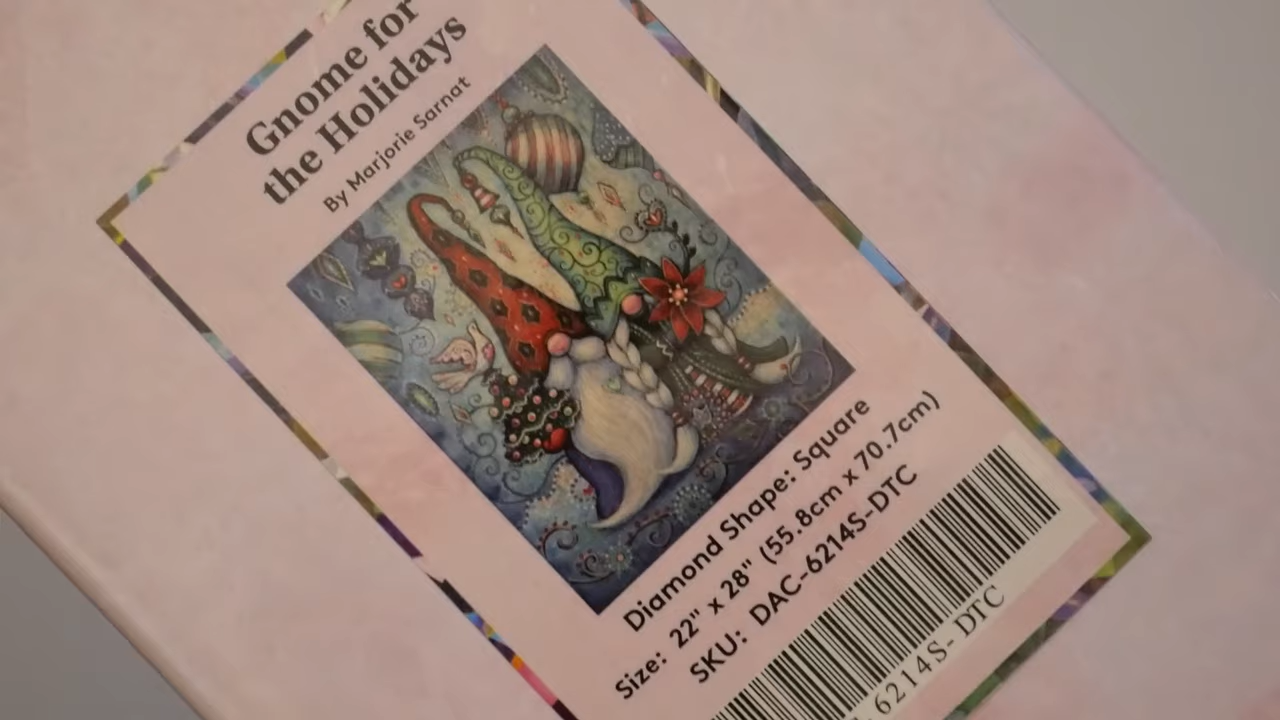 Gnome for
the Holidays
By Marjorie Sarnat
Diamond Shape: Square
Size: 22" x 28" (55.8cm x 70.7cm)
SKU: DAC-6214S-DTC
6214S- DTC